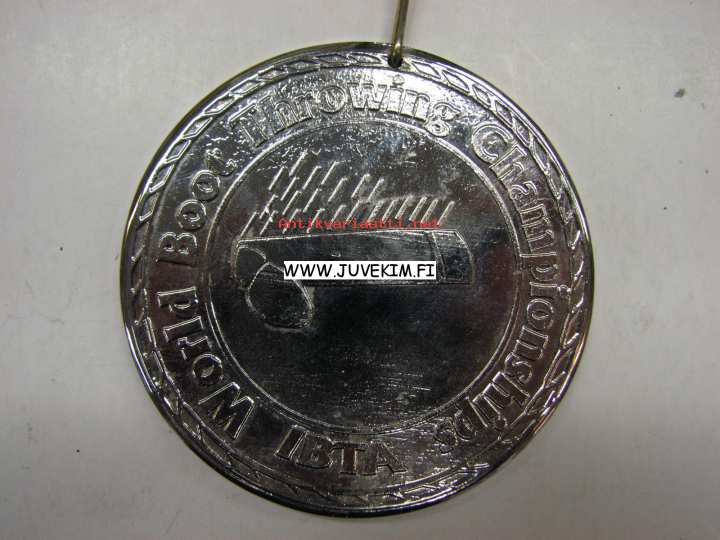 World Boot Throwing Championships
IBTA
Antikvariaatti.net
WWW.JUVEKIM.FI